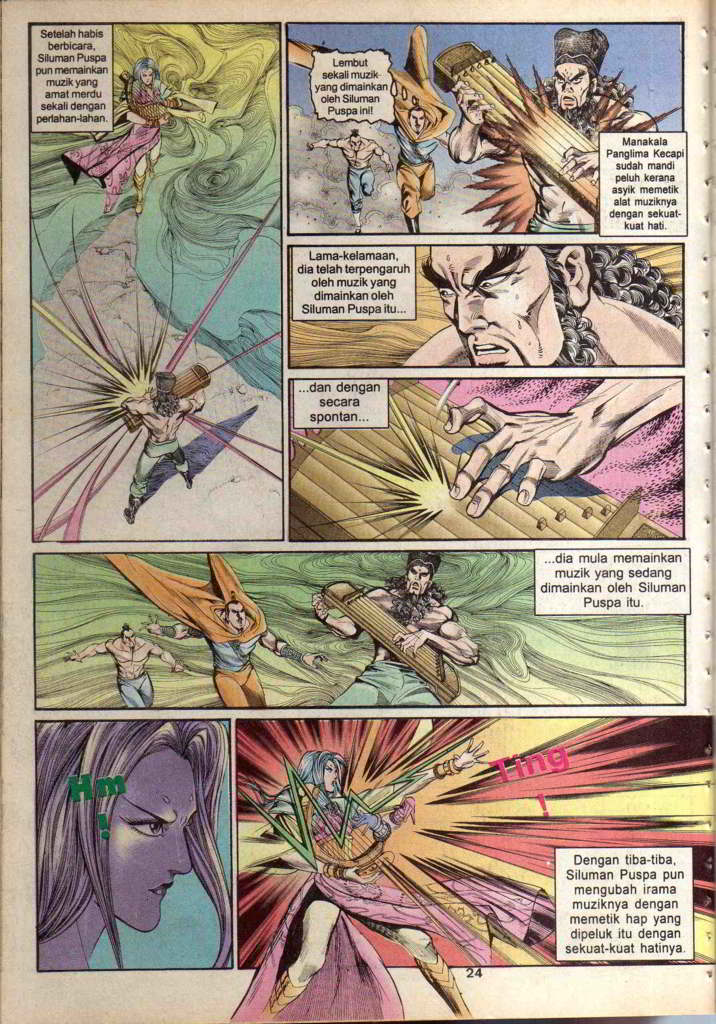 Setelah habis
berbicara,
Siluman Puspa
pun memainkan
muzik yang
amat merdu
sekali dengan
perlahan-lahan.
Lembut
sekali muzik
yang dimainkan
oleh Siluman
Puspa ini!
Manakala
Panglima Kecapi
sudah mandi
peluh kerana
asyik memetik
alat muziknya
dengan sekuat-
kuat hati.
Lama-kelamaan,
dia telah terpengaruh
oleh muzik yang
dimainkan oleh
Siluman Puspa itu...
...dan dengan
secara
spontan...
...dia mula memainkan
muzik yang sedang
dimainkan oleh Siluman
Puspa itu.
Hm
!
Ting
!
Dengan tiba-tiba,
Siluman Puspa pun
mengubah irama
muziknya dengan
memetik hap yang
dipeluk itu dengan
sekuat-kuat hatinya.
24